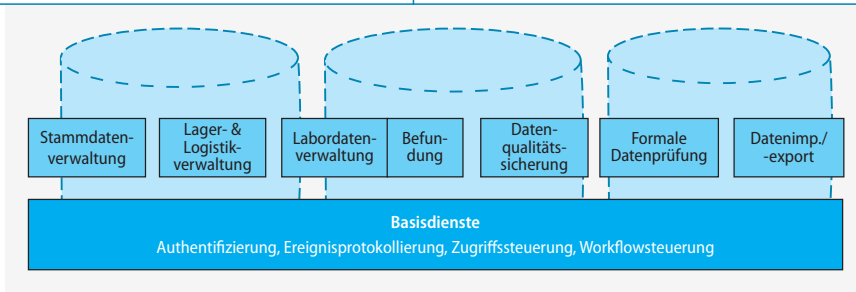 Stammdaten-
verwaltung
Lager- &
Logistik-
verwaltung
Labordaten-
verwaltung
Befun-
dung
Daten-
qualitäts-
sicherung
Formale
Datenprüfung
Datenimp./
-export
Basisdienste
Authentifizierung, Ereignisprotokollierung, Zugriffssteuerung, Workflowsteuerung